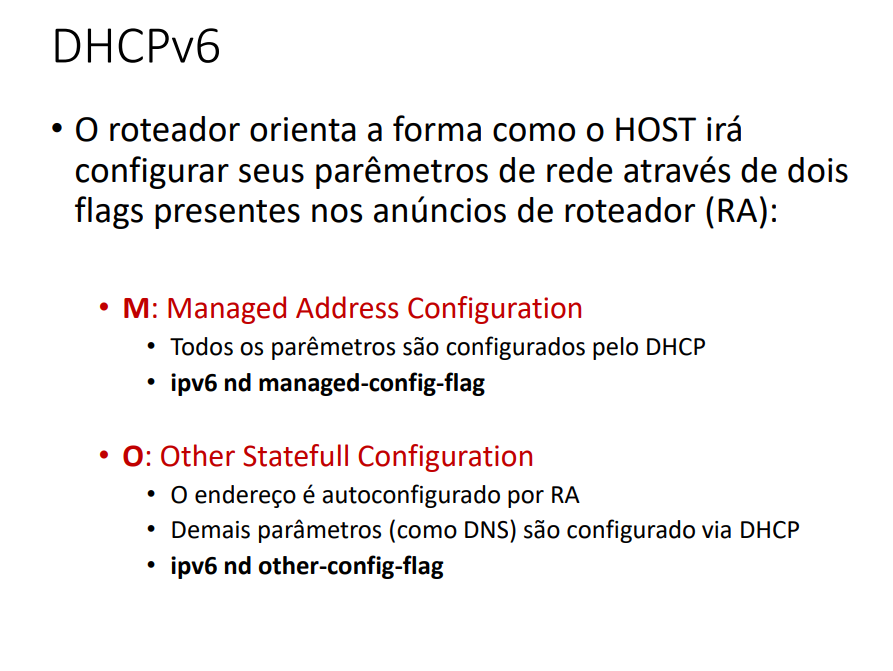 DHCPv6
• O roteador orienta a forma como o HOST irá
configurar seus parêmetros de rede através de dois
flags presentes nos anúncios de roteador (RA):
• M: Managed Address Configuration
• Todos os parêmetros são configurados pelo DHCP
• ipv6 nd managed-config-flag
• O: Other Statefull Configuration
• O endereço é autoconfigurado por RA
• Demais parâmetros (como DNS) são configurado via DHCP
• ipv6 nd other-config-flag